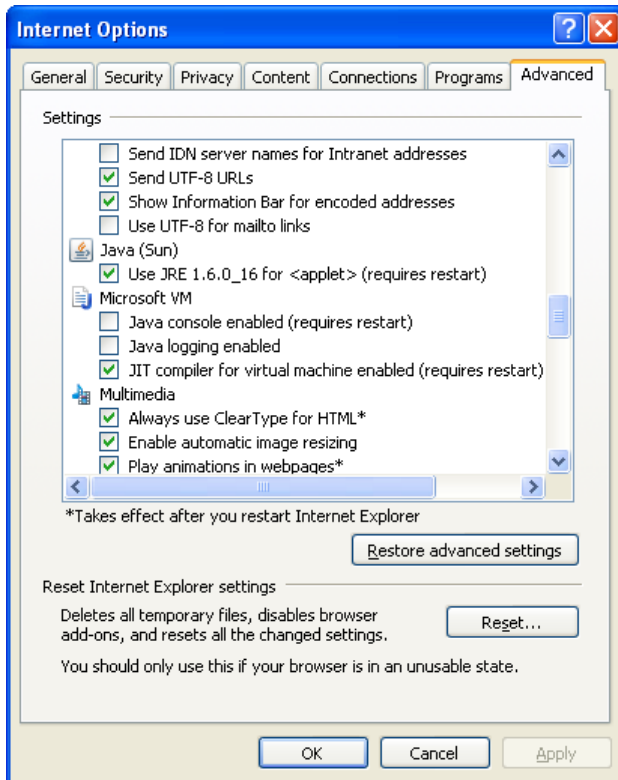 Internet Options
General Security Privacy Content Connections Programs Advanced
Settings
Send IDN server names for Intranet addresses
Send UTF-8 URLs
Show Information Bar for encoded addresses
Use UTF-8 for mailto links
Java (Sun)
Use JRE 1.6.0_16 for <applet> (requires restart)
Microsoft VM
Java console enabled (requires restart)
Java logging enabled
JIT compiler for virtual machine enabled (requires restart)
Multimedia
Always use ClearType for HTML*
Enable automatic image resizing
Play animations in webpages*
*Takes effect after you restart Internet Explorer
Restore advanced settings
Reset Internet Explorer settings
Deletes all temporary files, disables browser
add-ons, and resets all the changed settings.
Reset...
You should only use this if your browser is in an unusable state.
OK Cancel Apply